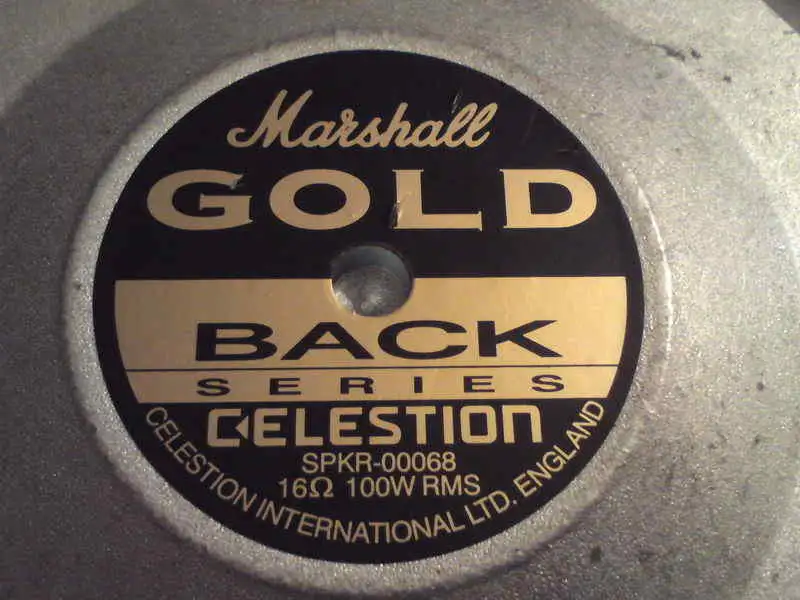 Marshall
GOLD
BACK
SERIES
CELESTION
SPKR-00068
16Ω 100W RMS
CELESTION INTERNATIONAL LTD. ENGLAND